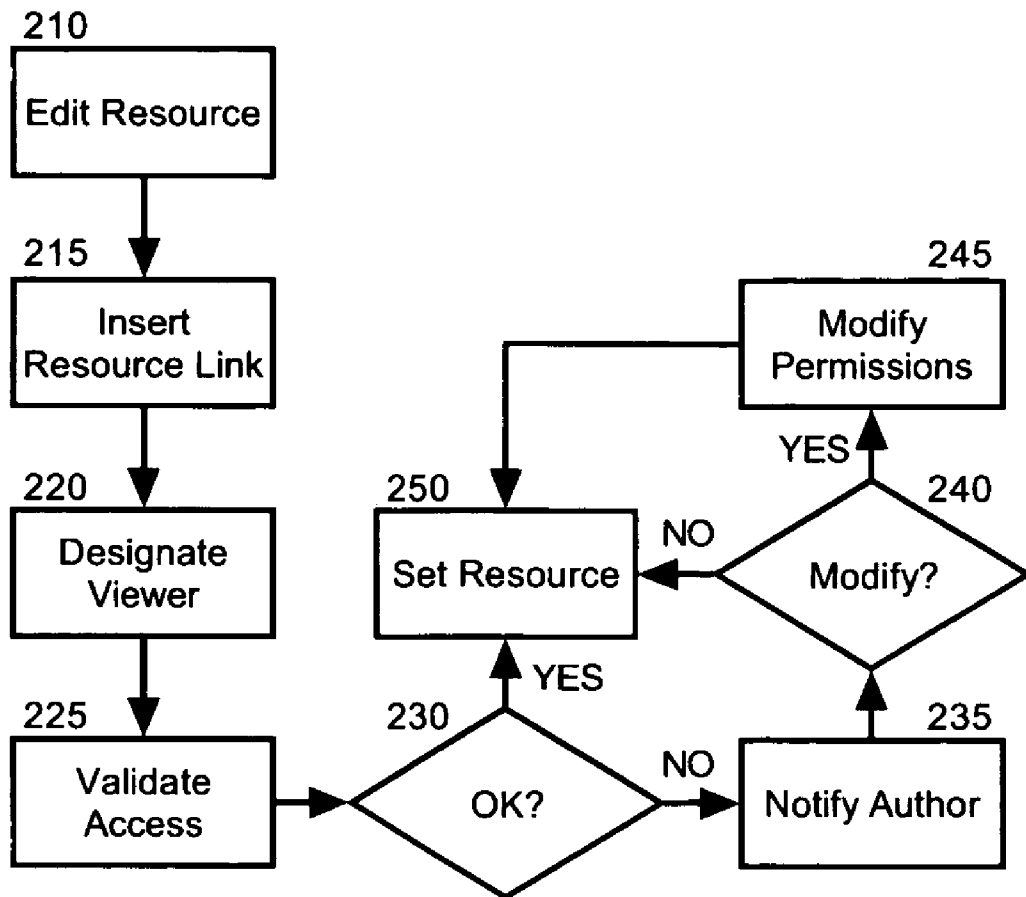 210
Edit Resource
215
Insert
Resource Link
220
Designate
Viewer
225
Validate
Access
230
OK?
YES
NO
235
Notify Author
240
Modify?
YES
NO
245
Modify
Permissions
250
Set Resource